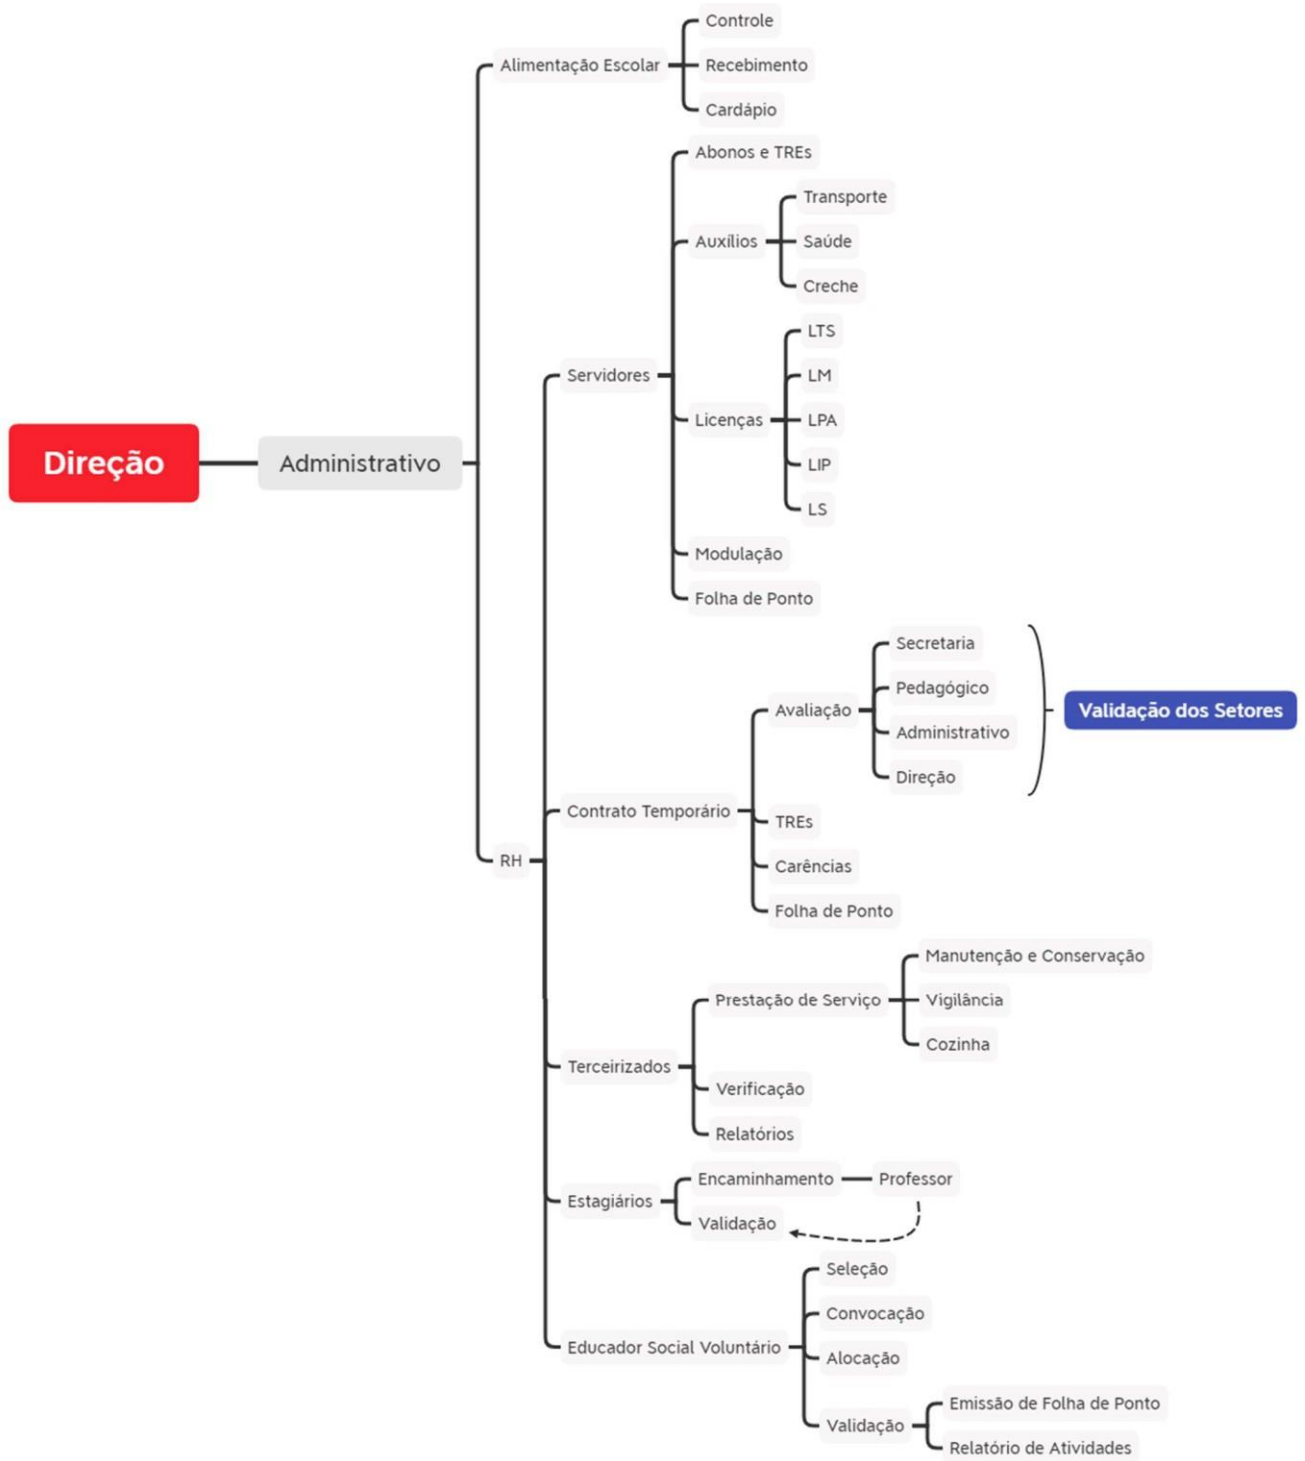 Direção
Administrativo
Alimentação Escolar
Controle
Recebimento
Cardápio
RH
Servidores
Abonos e TREs
Auxílios
Transporte
Saúde
Creche
Licenças
LTS
LM
LPA
LIP
LS
Modulação
Folha de Ponto
Contrato Temporário
Avaliação
Secretaria
Pedagógico
Administrativo
Direção
Validação dos Setores
TREs
Carências
Folha de Ponto
Terceirizados
Prestação de Serviço
Manutenção e Conservação
Vigilância
Cozinha
Verificação
Relatórios
Estagiários
Encaminhamento
Professor
Validação
Educador Social Voluntário
Seleção
Convocação
Alocação
Validação
Emissão de Folha de Ponto
Relatório de Atividades